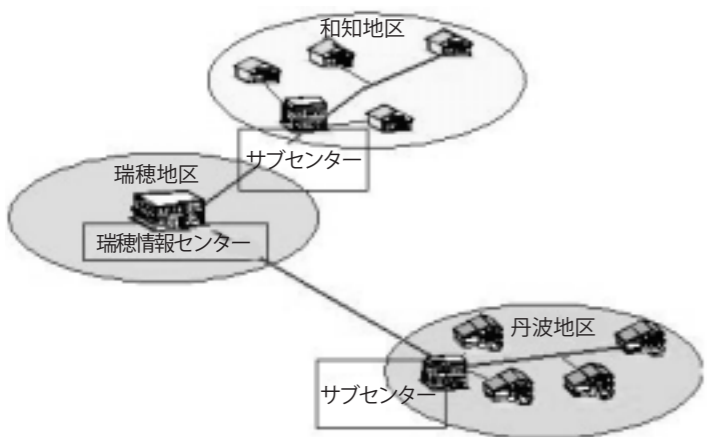 和知地区
サブセンター
瑞穂地区
瑞穂情報センター
丹波地区
サブセンター